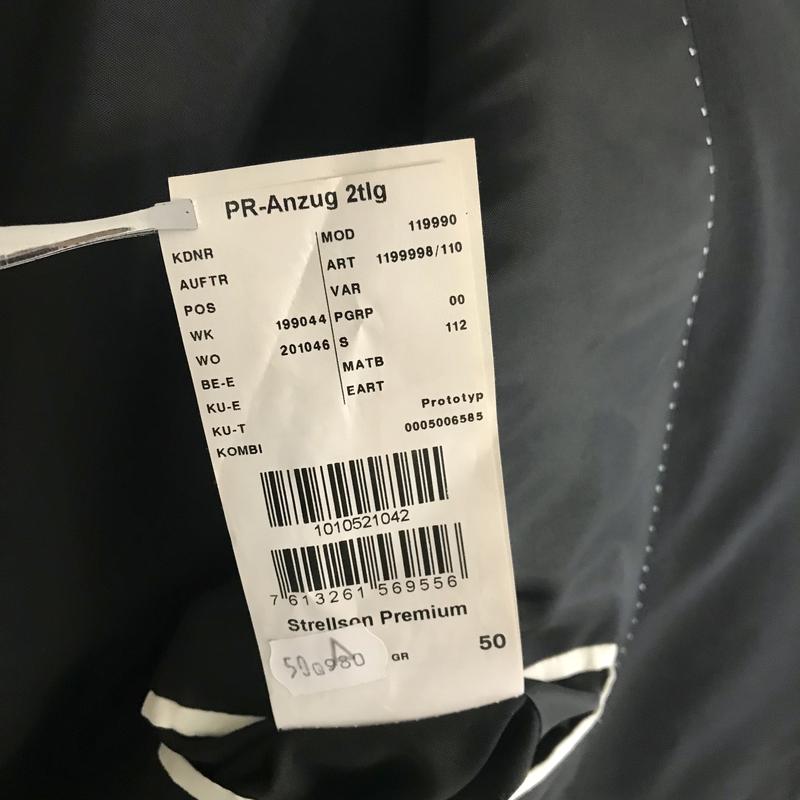 PR-Anzug 2tlg
KDNR
AUFTR
POS
WK 199044
WO 201046
BE-E
KU-E
KU-T
KOMBI
MOD 119990
ART 1199998/110
VAR
PGRP 00
S 112
MATB
EART
Prototyp
0005006585
1010521042
7 613261 569556
Strellson Premium
GR 50